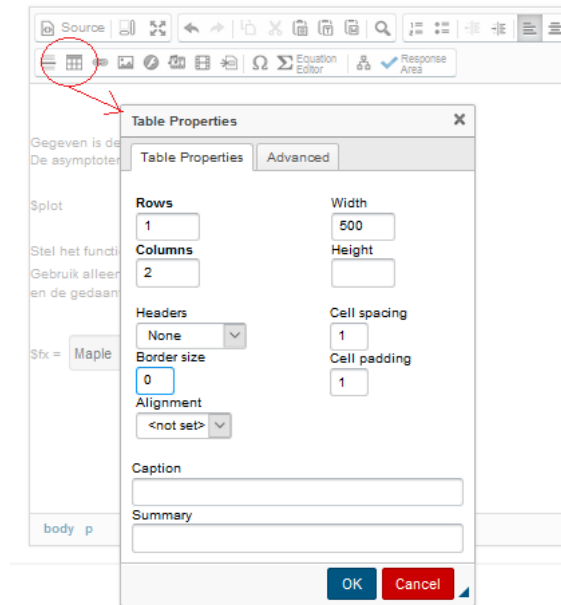 Source
Equation Editor
Response Area
Table Properties
Table Properties Advanced
Gegeven is de
De asymptoten
$plot
Stel het functi
Gebruik alleen
en de gedaan
$fx = Maple
Rows Width
1 500
Columns Height
2
Headers Cell spacing
None 1
Border size Cell padding
0 1
Alignment
<not set>
Caption
Summary
body p
OK Cancel